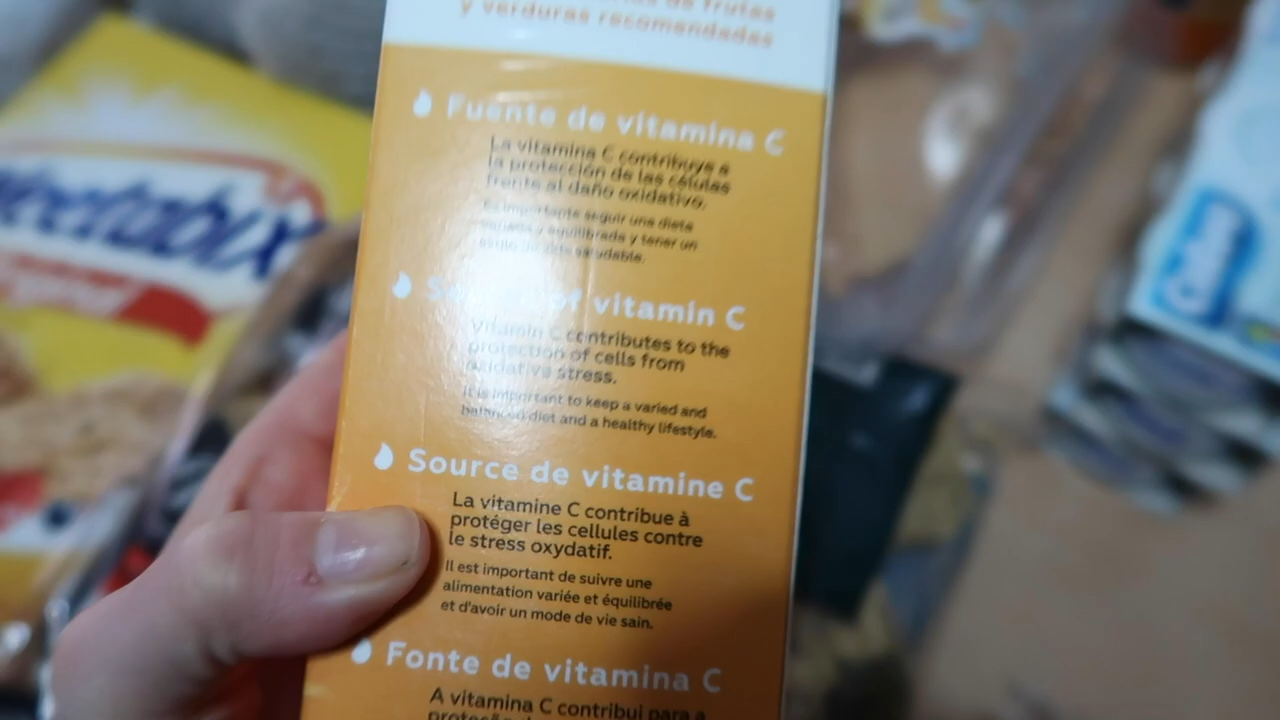 de frutas
y verduras recomendadas
Fuente de vitamina C
La vitamina C contribuye a
la protección de las células
frente al daño oxidativo.
Es importante seguir una dieta
variada y equilibrada y tener un
estilo de vida saludable.
Source of vitamin C
Vitamin C contributes to the
protection of cells from
oxidative stress.
It is important to keep a varied and
balanced diet and a healthy lifestyle.
Source de vitamine C
La vitamine C contribue à
protéger les cellules contre
le stress oxydatif.
Il est important de suivre une
alimentation variée et équilibrée
et d'avoir un mode de vie sain.
Fonte de vitamina C
A vitamina C contribui para a
Weetabix